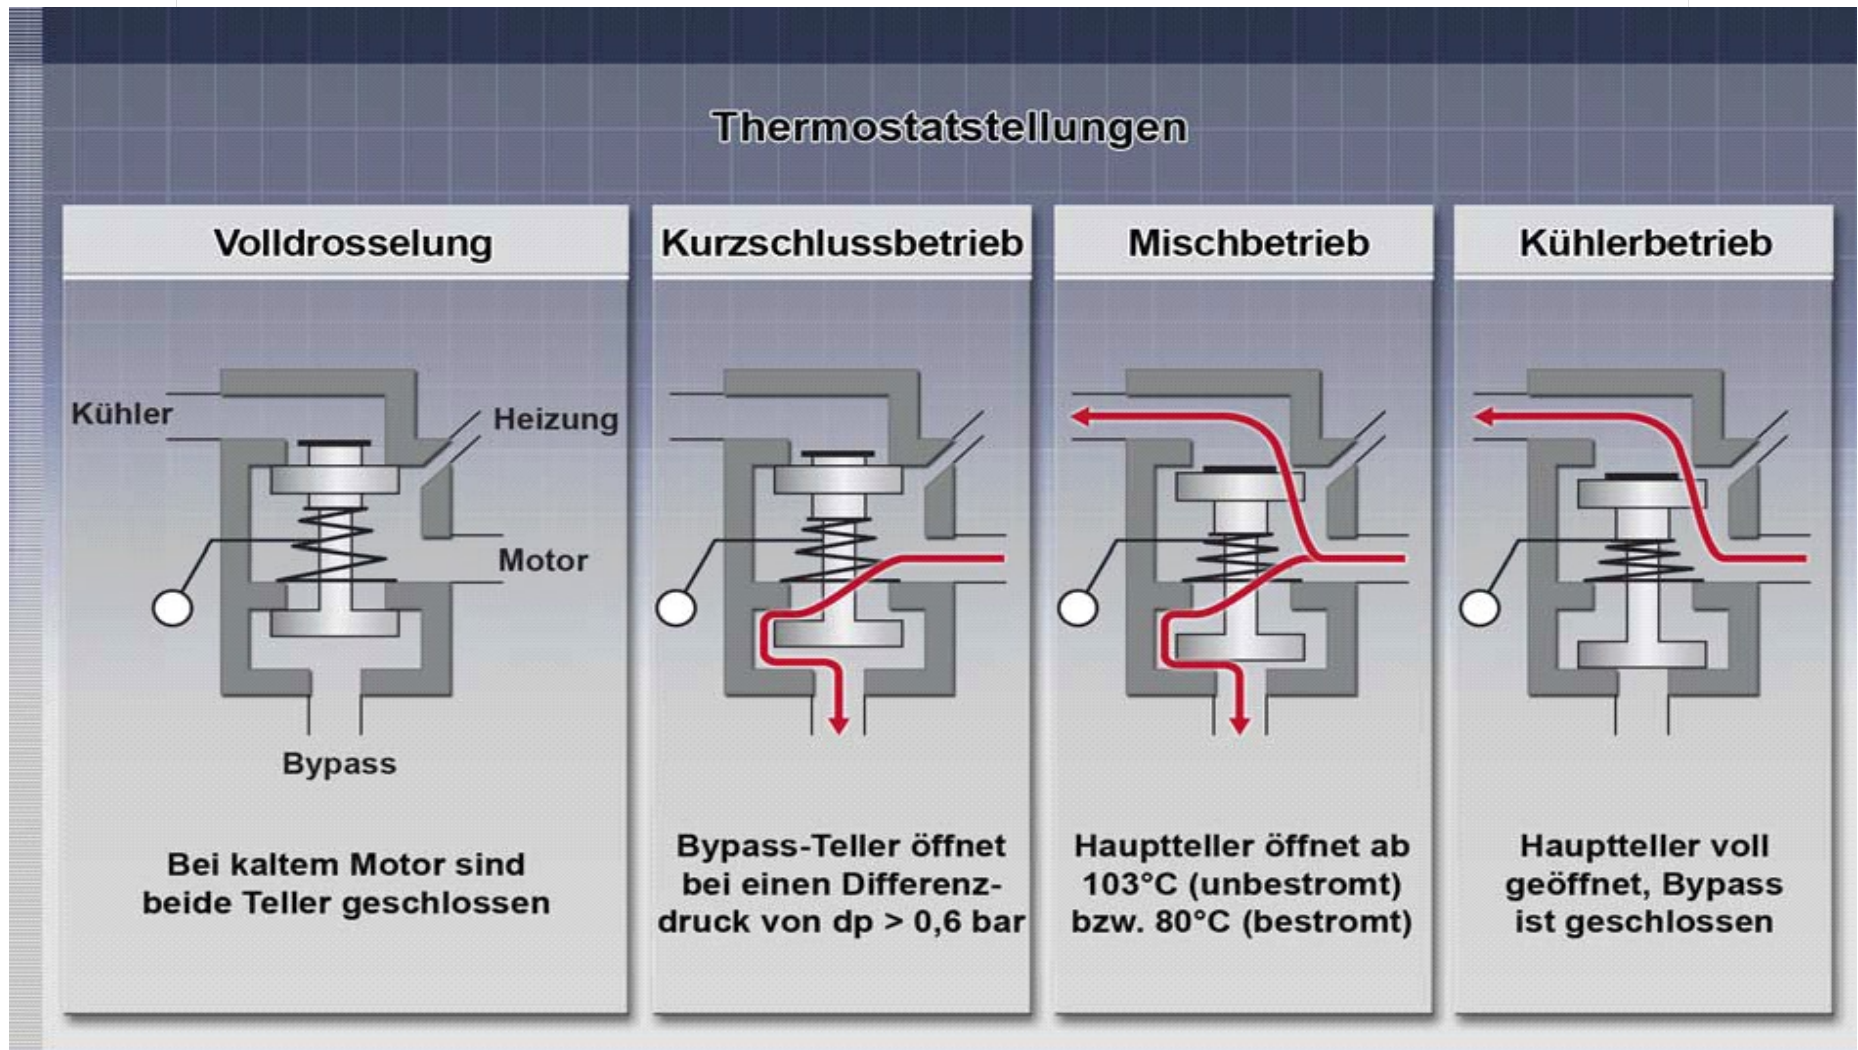 Thermostatstellungen
Volldrosselung
Kühler
Heizung
Motor
Bypass
Bei kaltem Motor sind
beide Teller geschlossen
Kurzschlussbetrieb
Bypass-Teller öffnet
bei einen Differenz-
druck von dp > 0,6 bar
Mischbetrieb
Hauptteller öffnet ab
103°C (unbestromt)
bzw. 80°C (bestromt)
Kühlerbetrieb
Hauptteller voll
geöffnet, Bypass
ist geschlossen